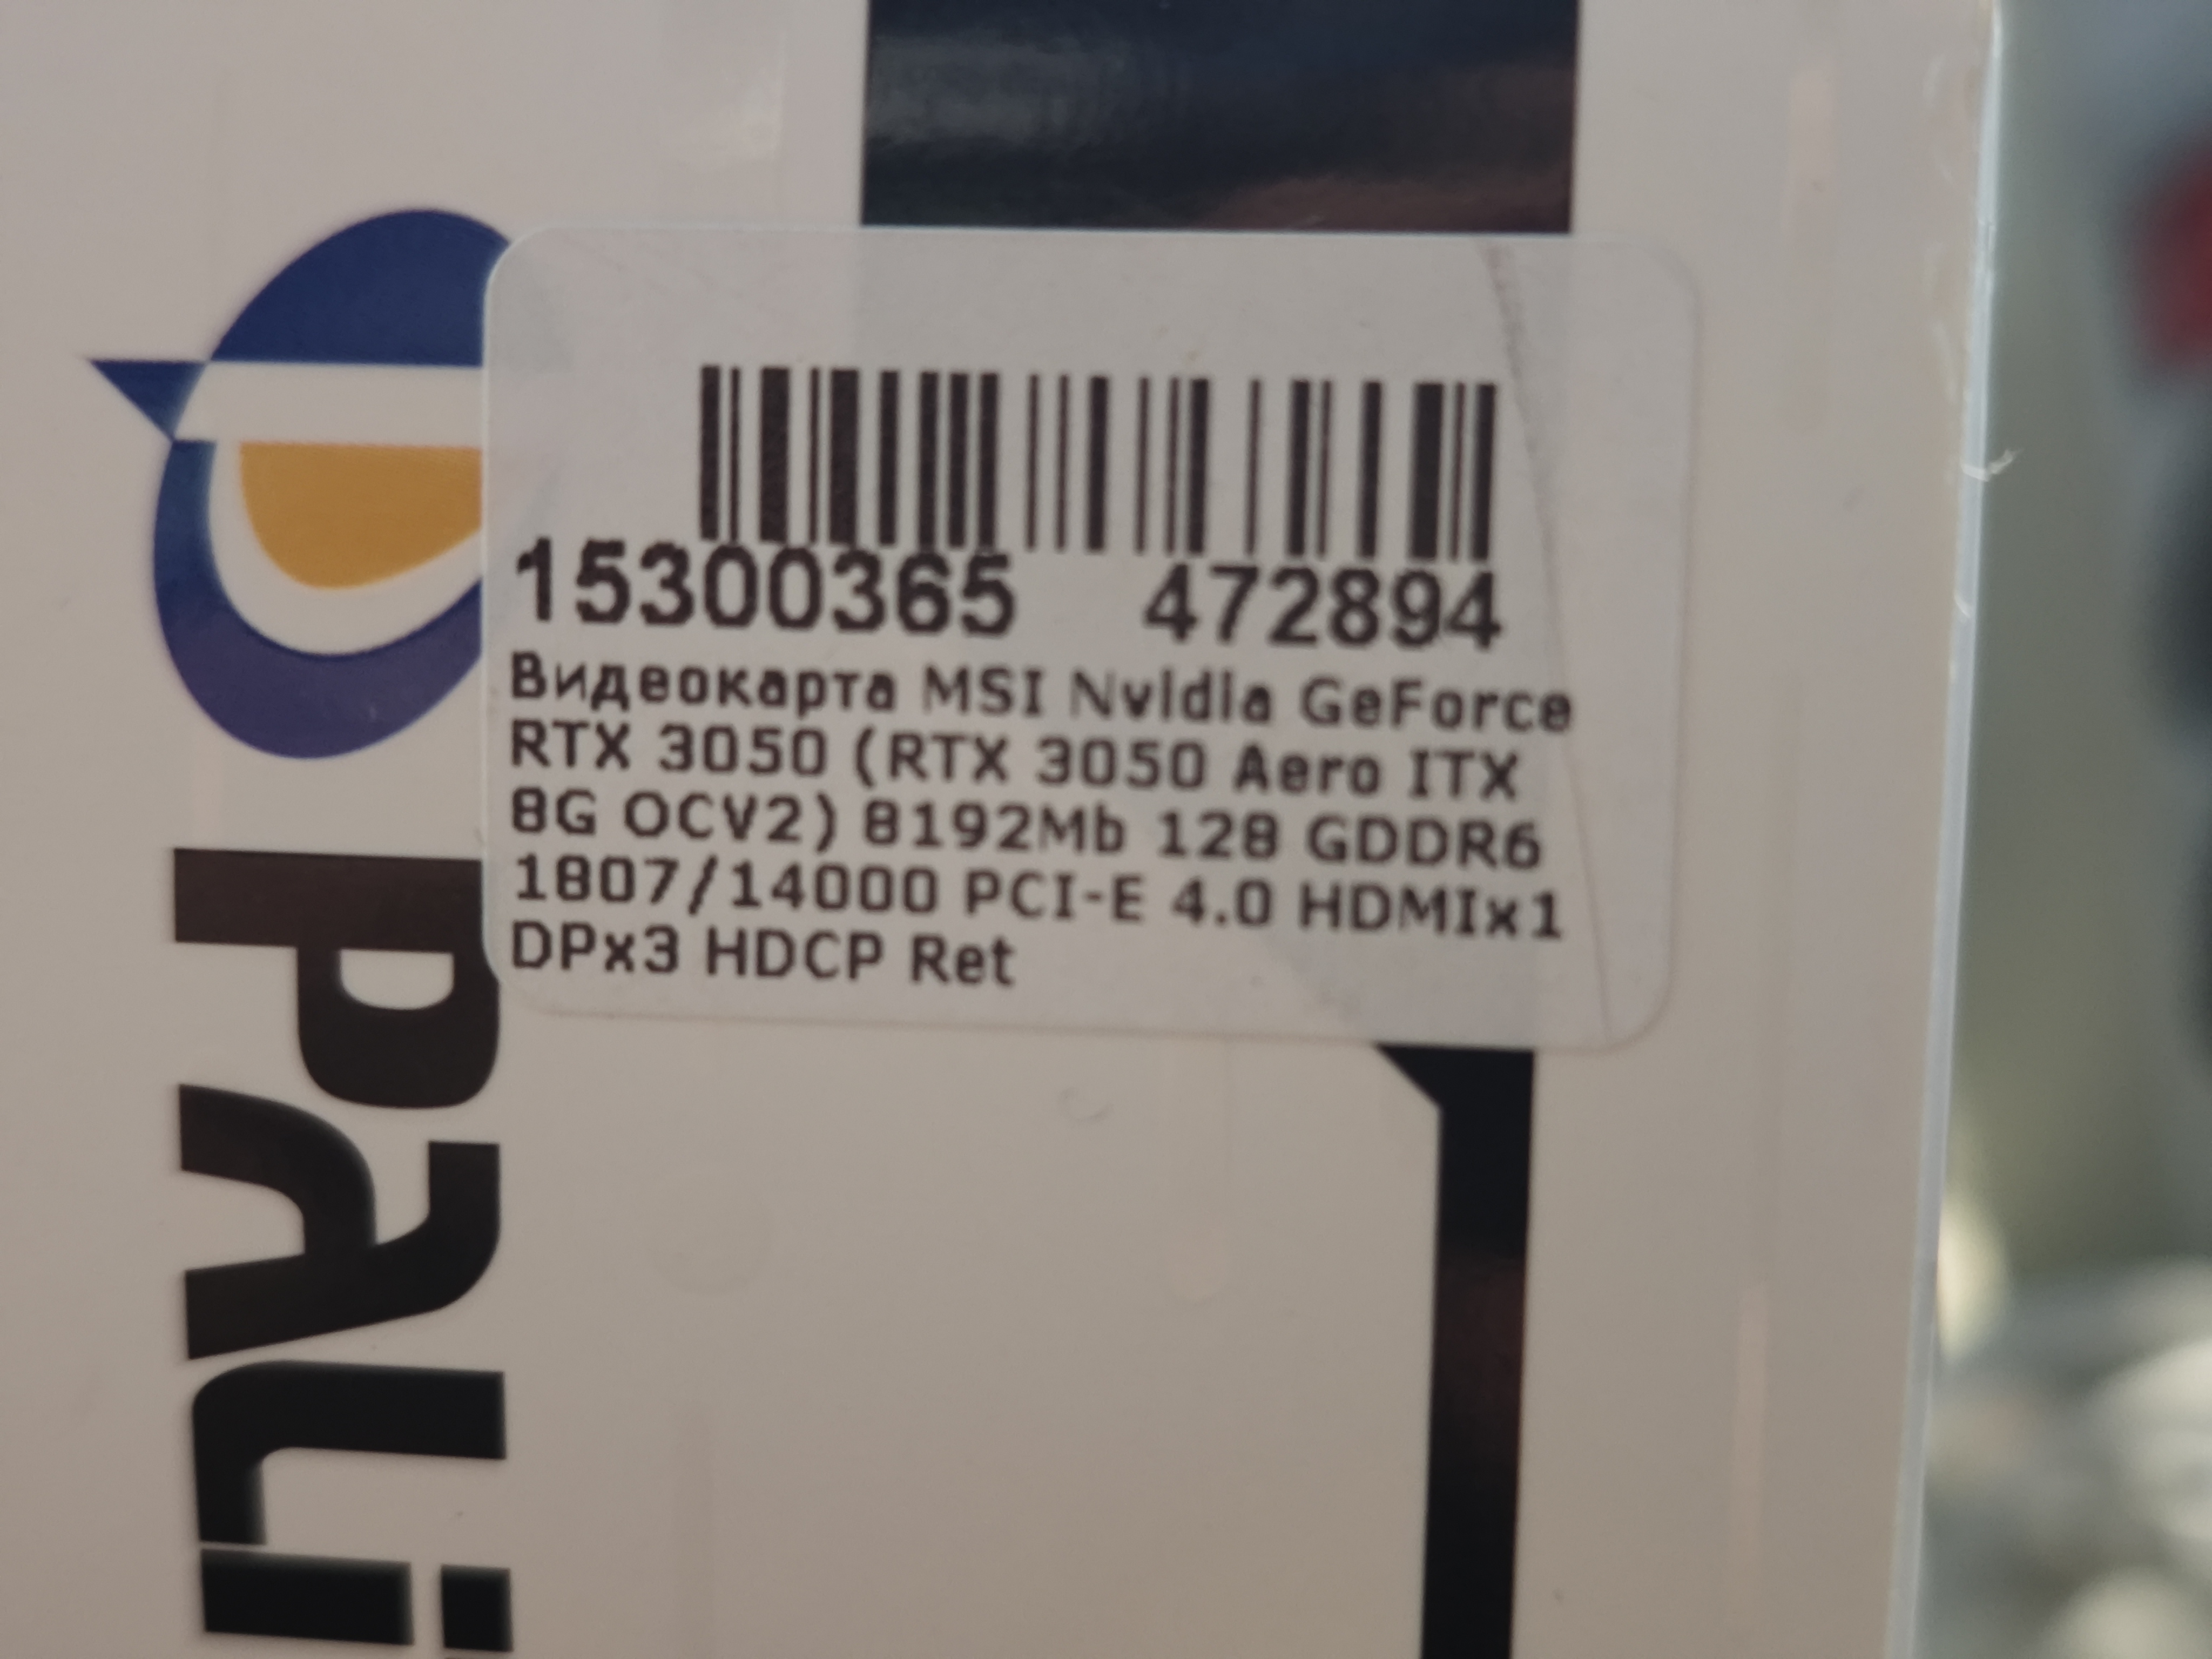 15300365 472894
Видеокарта MSI Nvidia GeForce
RTX 3050 (RTX 3050 Aero ITX
8G OCV2) 8192Mb 128 GDDR6
1807/14000 PCI-E 4.0 HDMIx1
DPx3 HDCP Ret
Pali